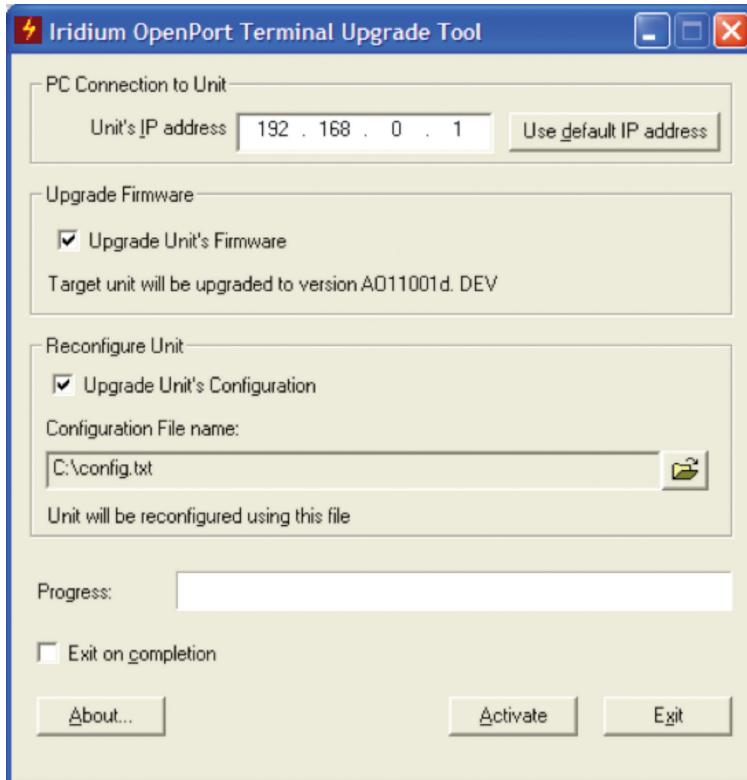 Iridium OpenPort Terminal Upgrade Tool
PC Connection to Unit
Unit's IP address 192 . 168 . 0 . 1 Use default IP address
Upgrade Firmware
Upgrade Unit's Firmware
Target unit will be upgraded to version AO11001d. DEV
Reconfigure Unit
Upgrade Unit's Configuration
Configuration File name:
C:\config.txt
Unit will be reconfigured using this file
Progress:
Exit on completion
About... Activate Exit